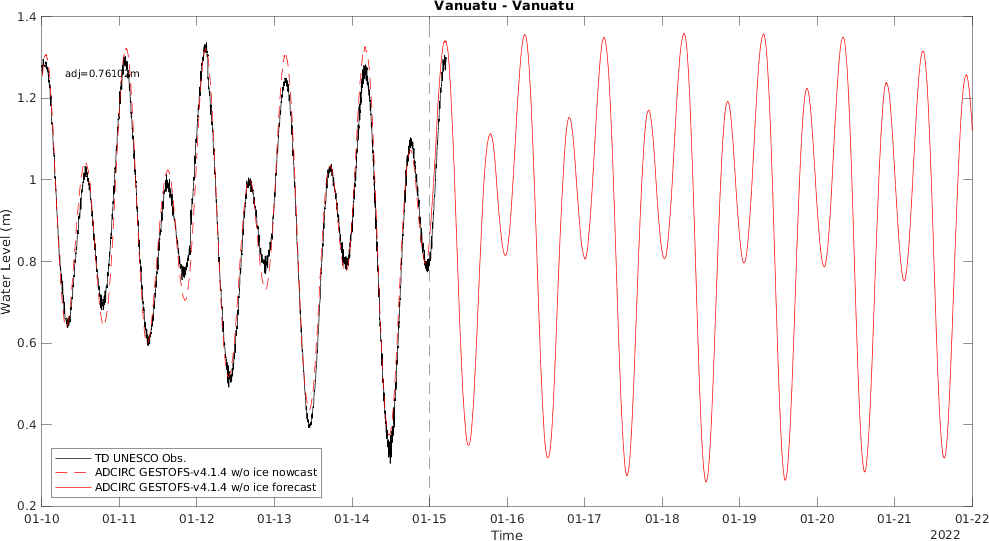 Vanuatu - Vanuatu
1.4
1.2
1
0.8
0.6
0.4
0.2
Water Level (m)
TD UNESCO Obs.
ADCIRC GESTOFS-v4.1.4 w/o ice nowcast
ADCIRC GESTOFS-v4.1.4 w/o ice forecast
01-10 01-11 01-12 01-13 01-14 01-15 01-16 01-17 01-18 01-19 01-20 01-21 01-22
Time
2022